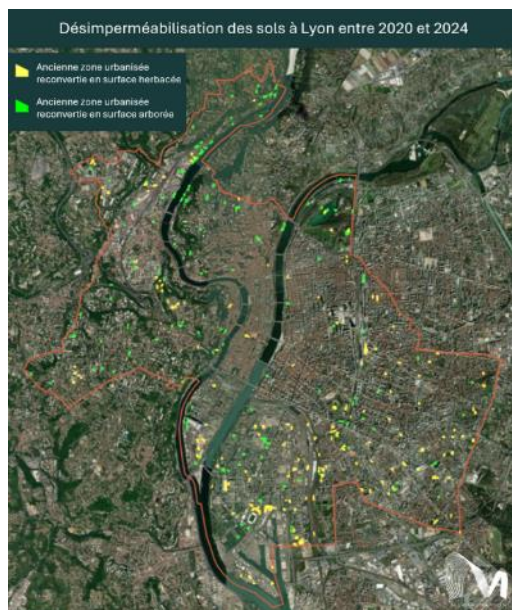 Désimperméabilisation des sols à Lyon entre 2020 et 2024
Ancienne zone urbanisée
reconvertie en surface herbacée
Ancienne zone urbanisée
reconvertie en surface arborée